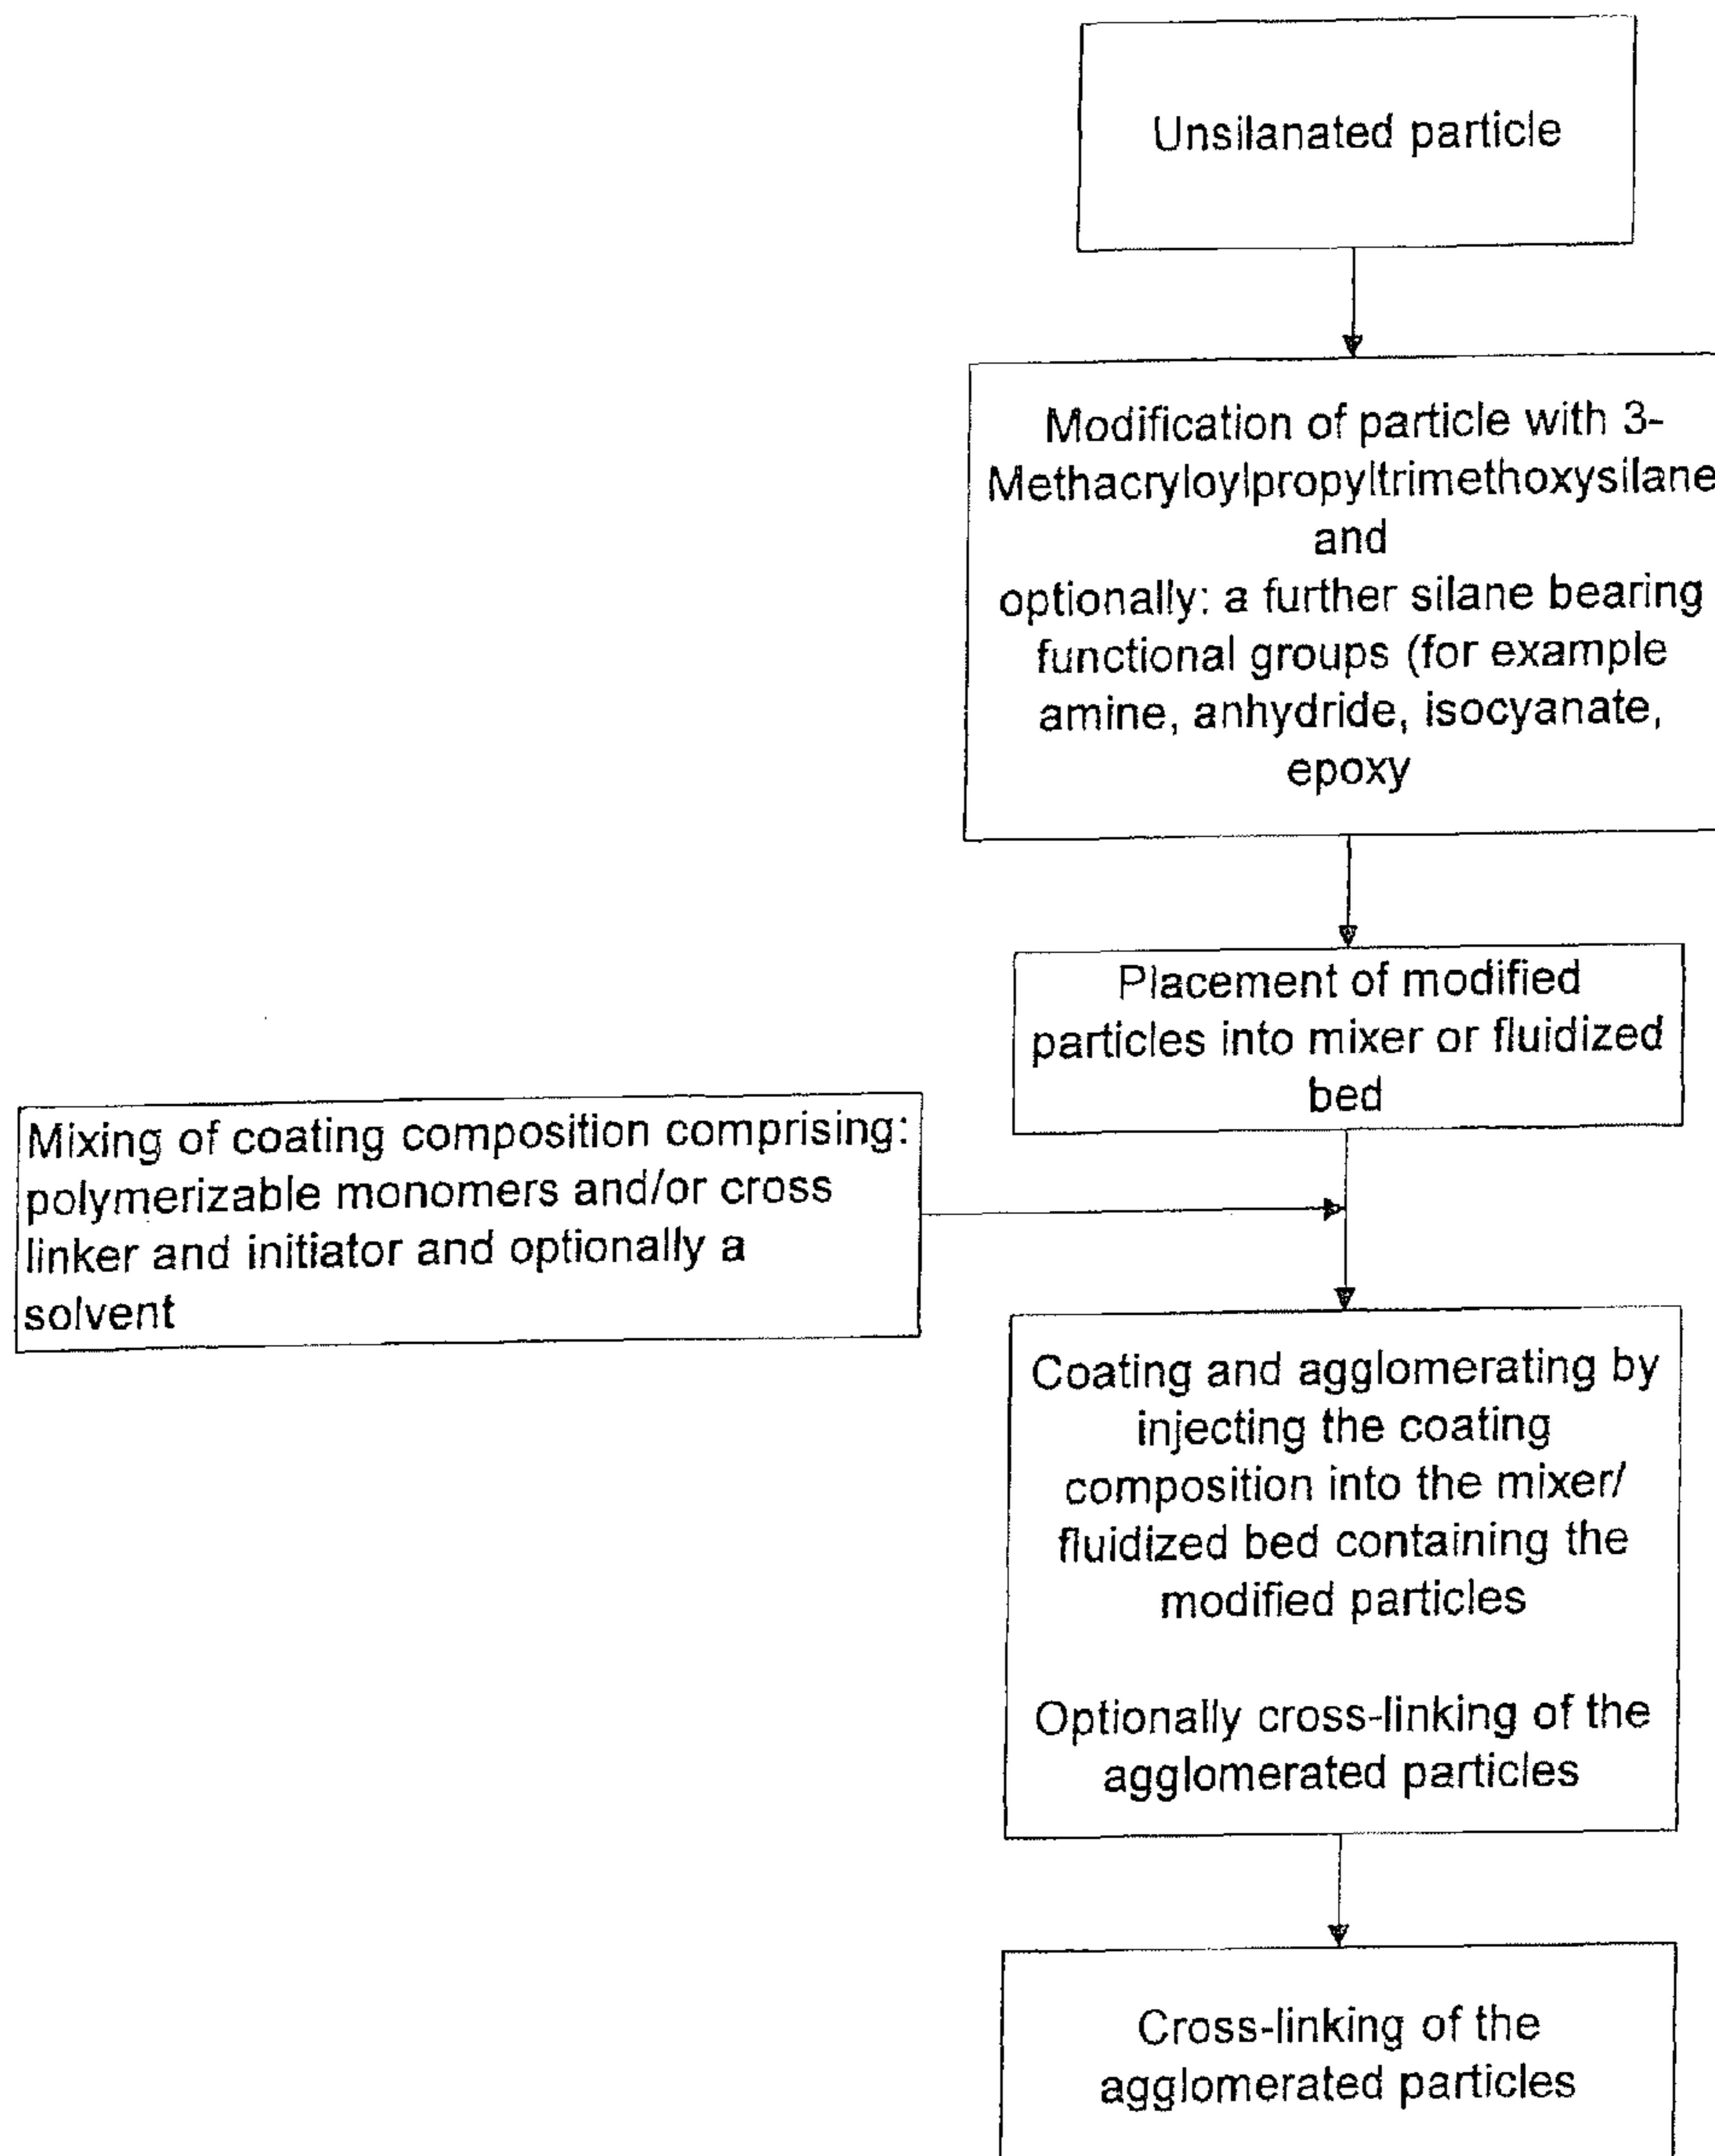 Unsilanated particle
Modification of particle with 3-
Methacryloylpropyltrimethoxysilane
and
optionally: a further silane bearing
functional groups (for example
amine, anhydride, isocyanate,
epoxy
Placement of modified
particles into mixer or fluidized
bed
Mixing of coating composition comprising:
polymerizable monomers and/or cross
linker and initiator and optionally a
solvent
Coating and agglomerating by
injecting the coating
composition into the mixer/
fluidized bed containing the
modified particles
Optionally cross-linking of the
agglomerated particles
Cross-linking of the
agglomerated particles